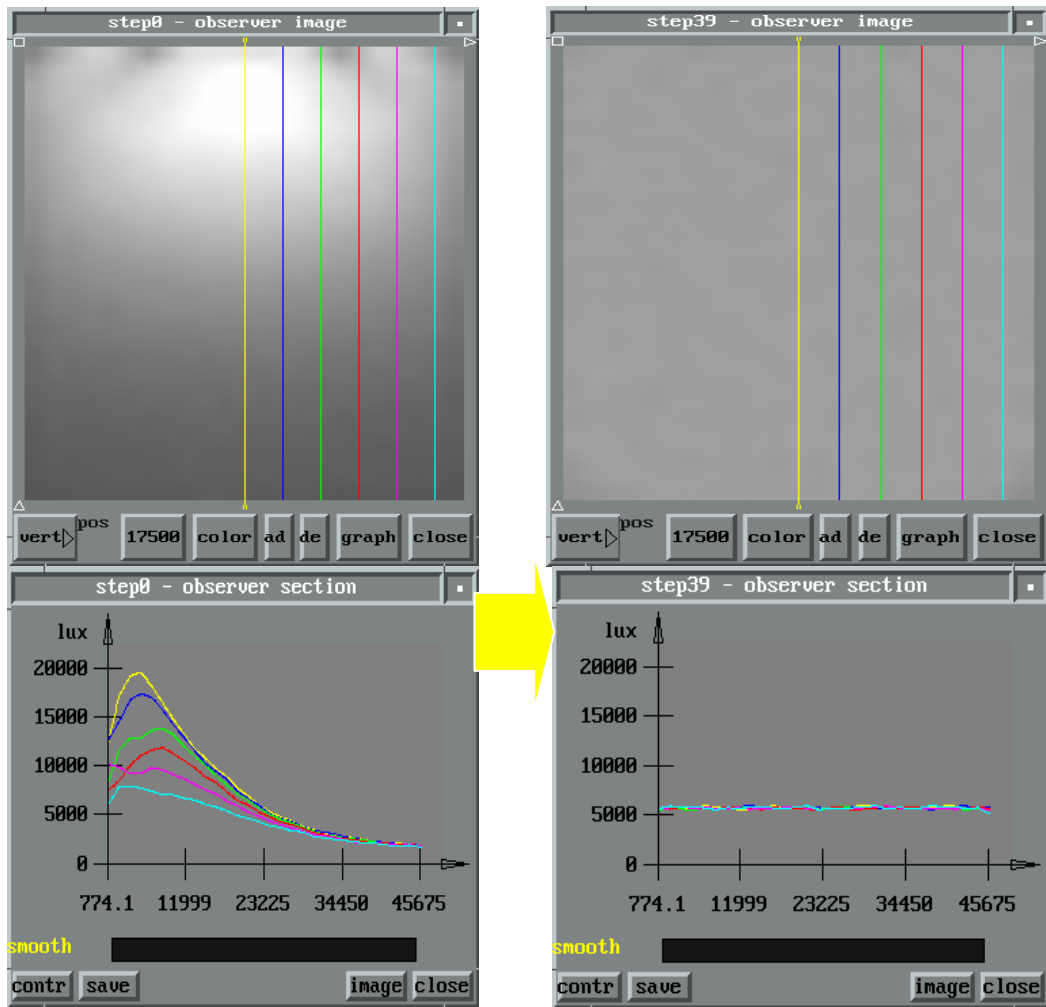 step0 - observer image
vert pos 17500 color ad de graph close
step0 - observer section
lux
20000
15000
10000
5000
0
774.1 11999 23225 34450 45675
smooth
contr save image close
step39 - observer image
vert pos 17500 color ad de graph close
step39 - observer section
lux
20000
15000
10000
5000
0
774.1 11999 23225 34450 45675
smooth
contr save image close